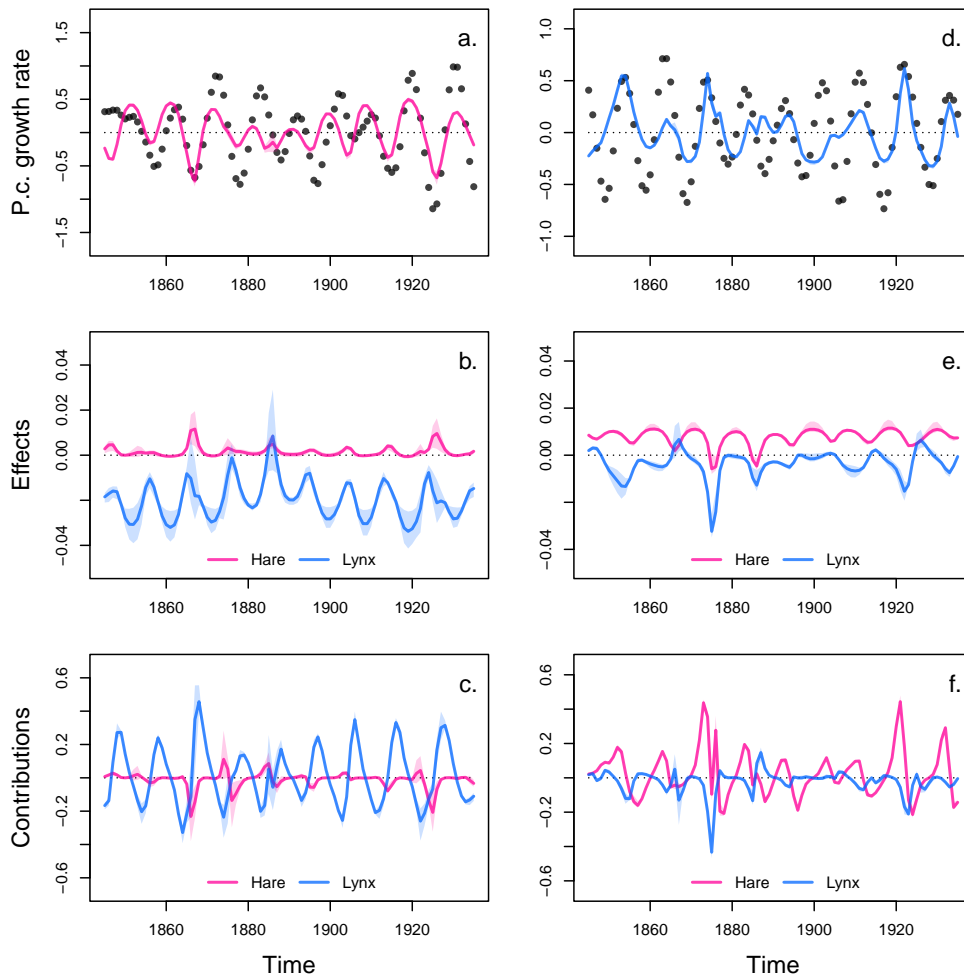 P.c. growth rate
1.5
0.5
−0.5
−1.5
a.
1860 1880 1900 1920
1.0
0.5
0.0
−0.5
−1.0
d.
1860 1880 1900 1920
Effects
0.04
0.02
0.00
−0.04
b.
Hare Lynx
1860 1880 1900 1920
0.04
0.02
0.00
−0.04
e.
Hare Lynx
1860 1880 1900 1920
Contributions
0.6
0.2
−0.2
−0.6
c.
Hare Lynx
1860 1880 1900 1920
Time
0.6
0.2
−0.2
−0.6
f.
Hare Lynx
1860 1880 1900 1920
Time